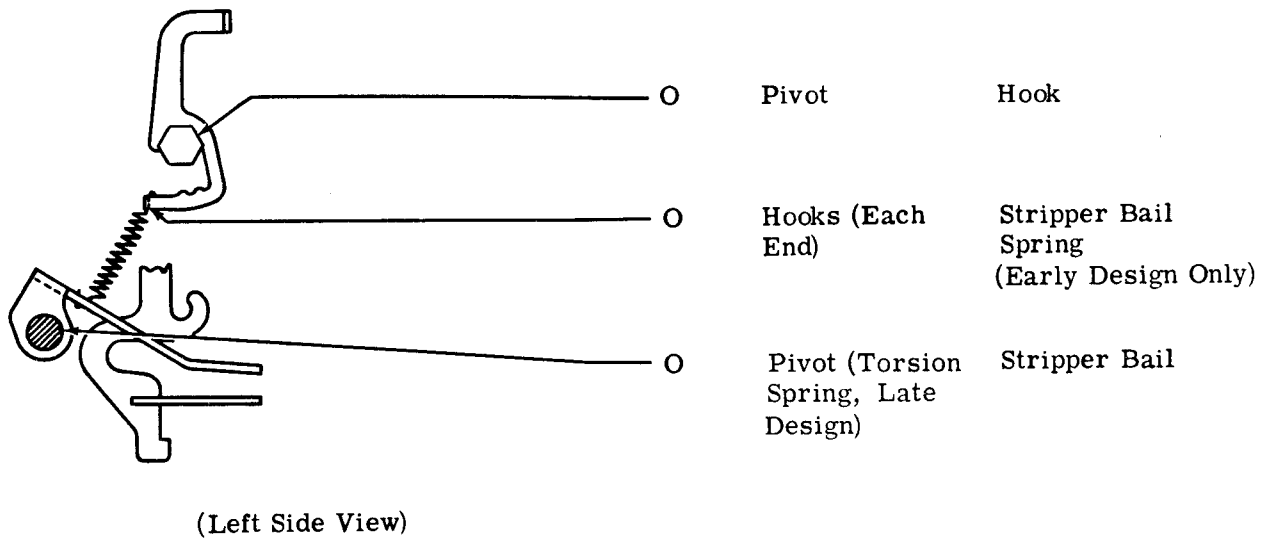 O Pivot Hook
O Hooks (Each End) Stripper Bail Spring (Early Design Only)
O Pivot (Torsion Spring, Late Design) Stripper Bail
(Left Side View)